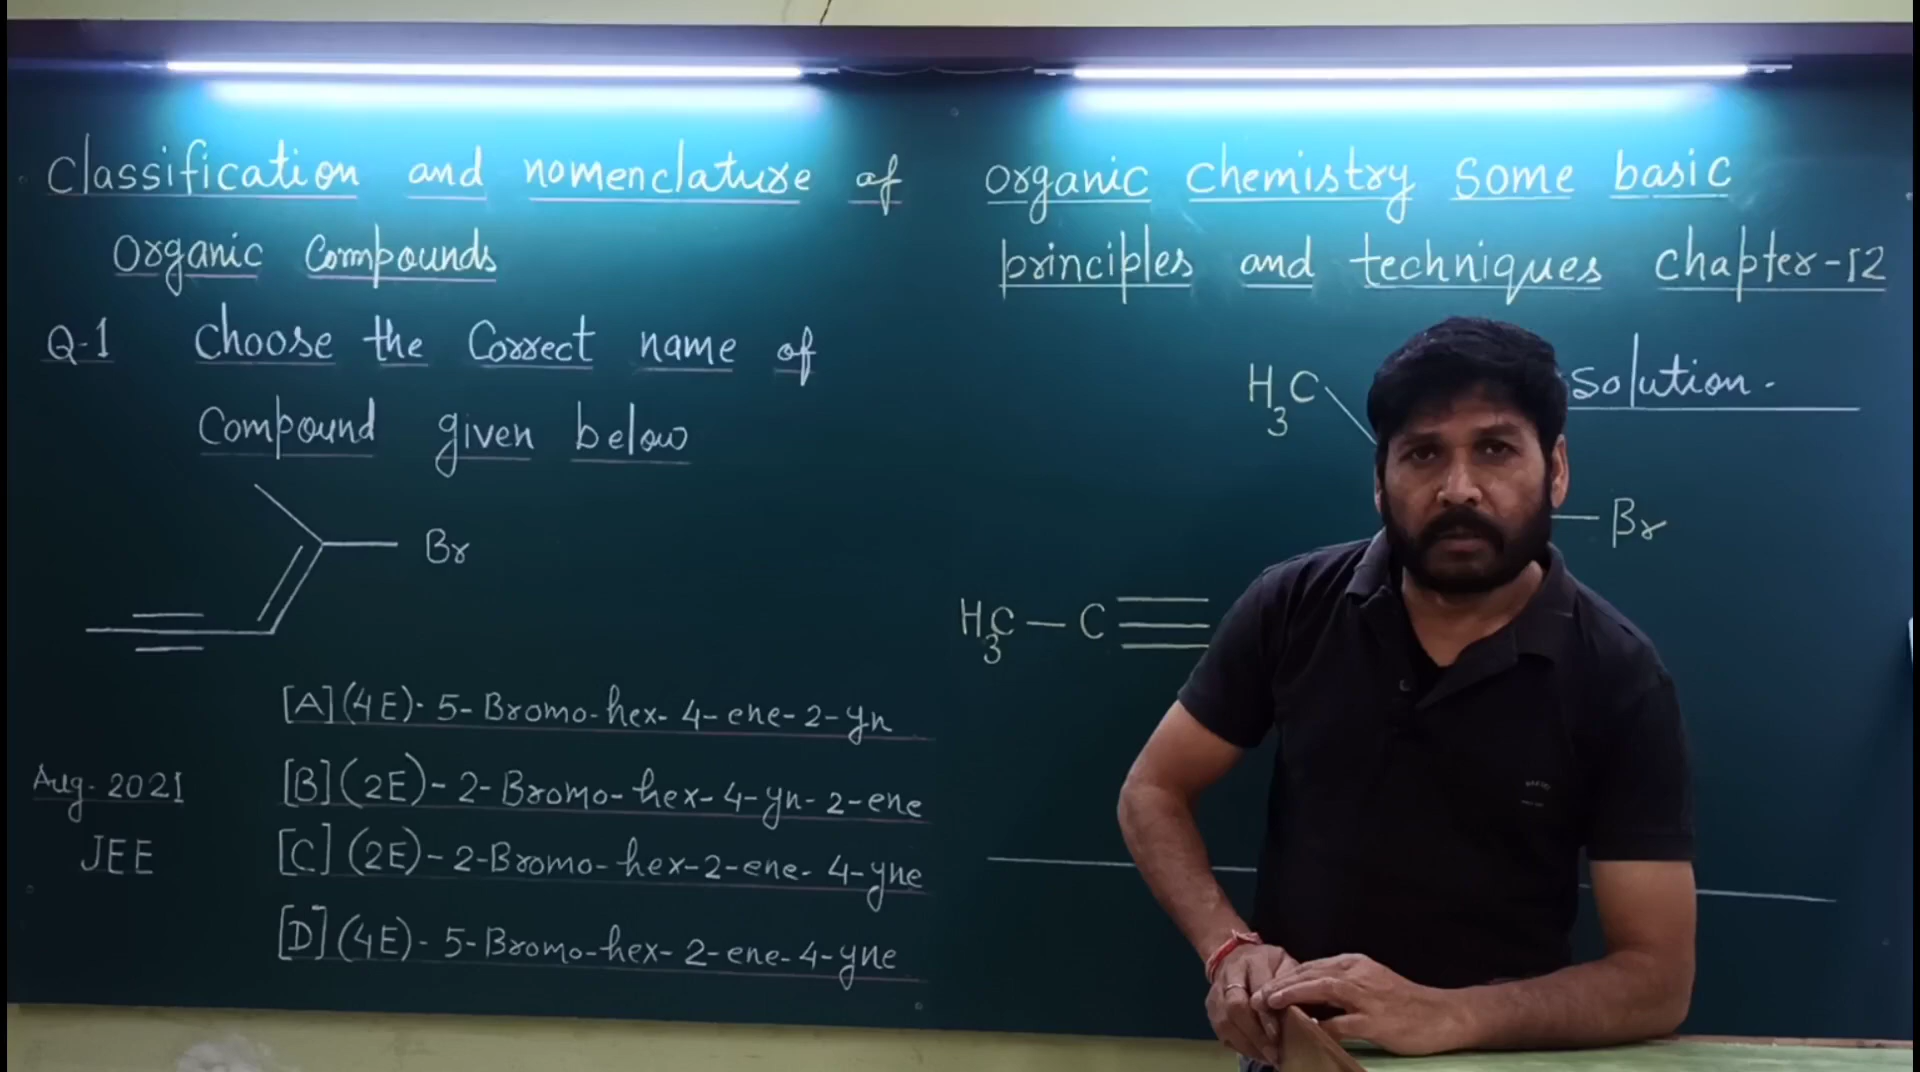 Classification and nomenclature of
Organic Compounds
Q-1 Choose the Correct name of
Compound given below
Br
[A] (4E)- 5- Bromo-hex- 4- ene- 2- yn
[B] (2E)- 2- Bromo- hex- 4- yn- 2- ene
[C] (2E)- 2- Bromo- hex- 2- ene- 4- yne
[D] (4E)- 5- Bromo-hex- 2- ene- 4- yne
Aug. 2021
JEE
organic chemistry some basic
principles and techniques chapter-12
Solution.
H3C
Br
H3C — C ≡